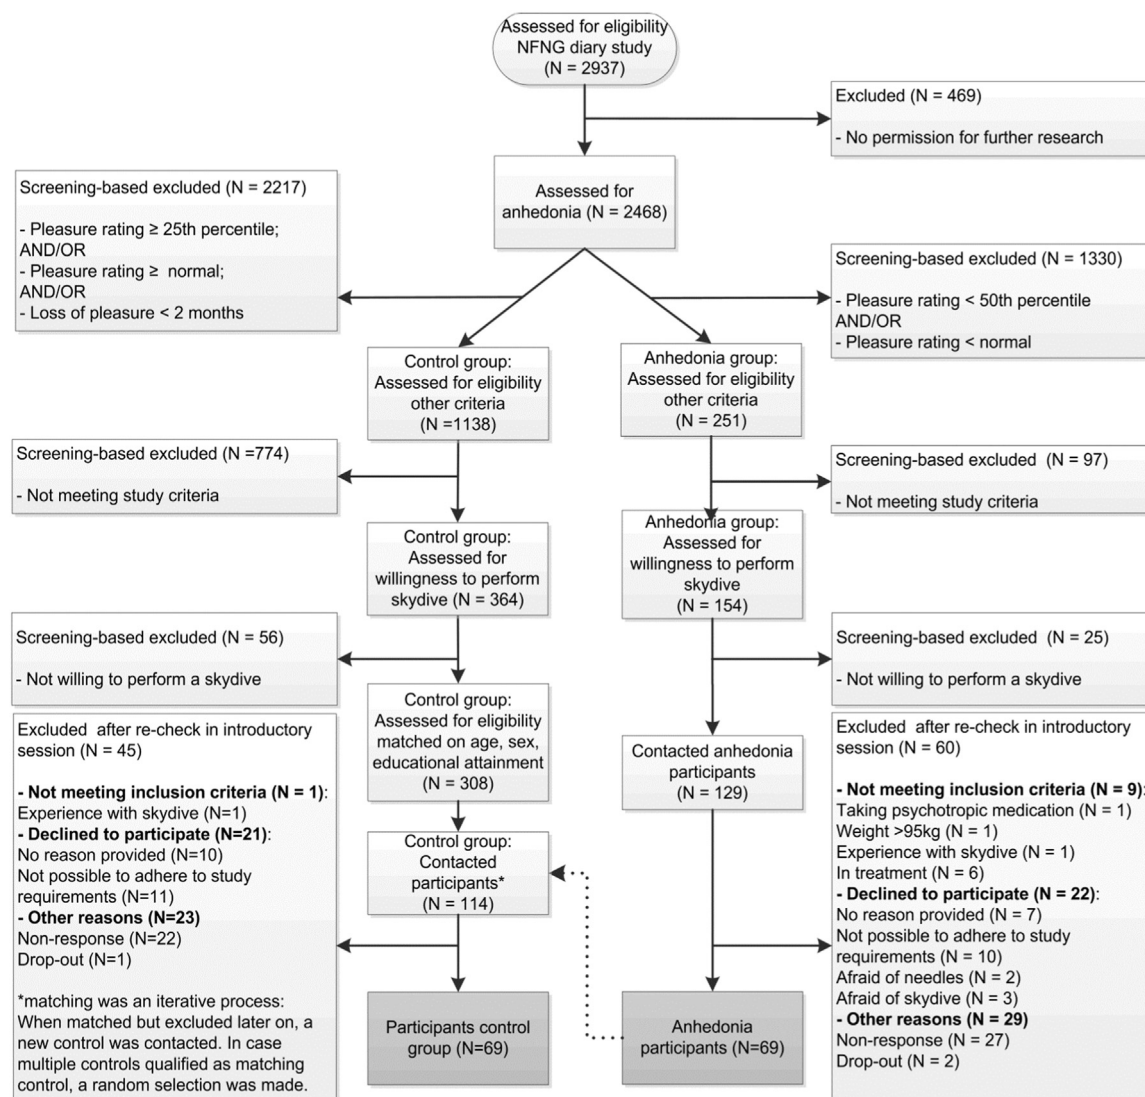 Assessed for eligibility
NFNG diary study
(N = 2937)
Excluded (N = 469)
- No permission for further research
Assessed for
anhedonia (N = 2468)
Screening-based excluded (N = 2217)
- Pleasure rating ≥ 25th percentile;
AND/OR
- Pleasure rating ≥ normal;
AND/OR
- Loss of pleasure < 2 months
Screening-based excluded (N = 1330)
- Pleasure rating < 50th percentile
AND/OR
- Pleasure rating < normal
Control group:
Assessed for eligibility
other criteria
(N =1138)
Anhedonia group:
Assessed for eligibility
other criteria
(N = 251)
Screening-based excluded (N =774)
- Not meeting study criteria
Screening-based excluded (N = 97)
- Not meeting study criteria
Control group:
Assessed for
willingness to perform
skydive (N = 364)
Anhedonia group:
Assessed for
willingness to perform
skydive
(N = 154)
Screening-based excluded (N = 56)
- Not willing to perform a skydive
Screening-based excluded (N = 25)
- Not willing to perform a skydive
Control group:
Assessed for eligibility
matched on age, sex,
educational attainment
(N = 308)
Contacted anhedonia
participants
(N = 129)
Control group:
Contacted
participants*
(N = 114)
Excluded after re-check in introductory
session (N = 45)
- Not meeting inclusion criteria (N = 1):
Experience with skydive (N=1)
- Declined to participate (N=21):
No reason provided (N=10)
Not possible to adhere to study
requirements (N=11)
- Other reasons (N=23)
Non-response (N=22)
Drop-out (N=1)
*matching was an iterative process:
When matched but excluded later on, a
new control was contacted. In case
multiple controls qualified as matching
control, a random selection was made.
Excluded after re-check in introductory
session (N = 60)
- Not meeting inclusion criteria (N = 9):
Taking psychotropic medication (N = 1)
Weight >95kg (N = 1)
Experience with skydive (N = 1)
In treatment (N = 6)
- Declined to participate (N = 22):
No reason provided (N = 7)
Not possible to adhere to study
requirements (N = 10)
Afraid of needles (N = 2)
Afraid of skydive (N = 3)
- Other reasons (N = 29)
Non-response (N = 27)
Drop-out (N = 2)
Participants control
group (N=69)
Anhedonia
participants (N=69)